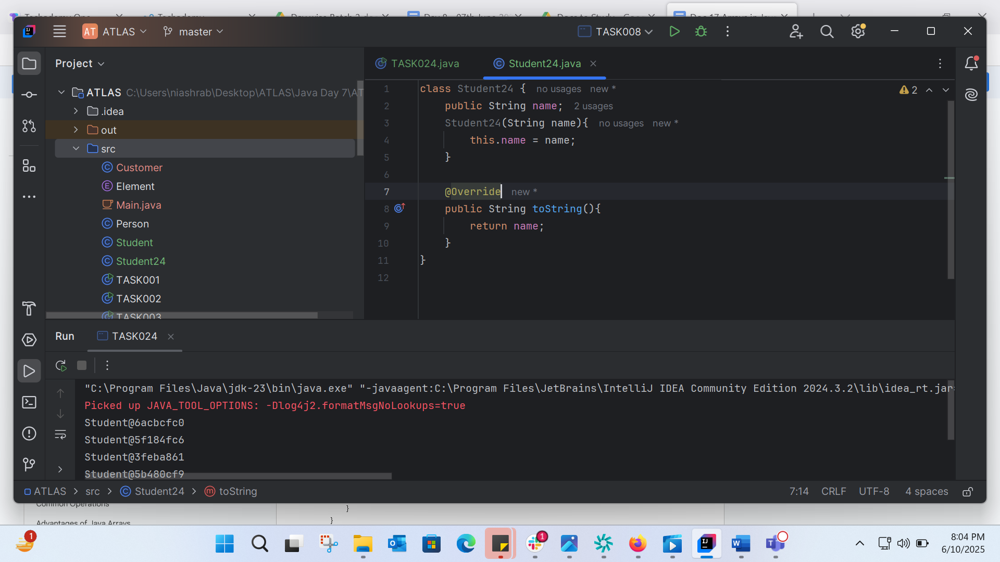 AT ATLAS master TASK008
Project
TASK024.java Student24.java
ATLAS C:\Users\niashrab\Desktop\ATLAS\Java Day 7\AT
.idea
out
src
Customer
Element
Main.java
Person
Student
Student24
TASK001
TASK002
TASK003
1 class Student24 { no usages new *
2 public String name; 2 usages
3 Student24(String name){ no usages new *
4 this.name = name;
5 }
6
7 @Override new *
8 public String toString(){
9 return name;
10 }
11 }
12
2
Run TASK024
"C:\Program Files\Java\jdk-23\bin\java.exe" "-javaagent:C:\Program Files\JetBrains\IntelliJ IDEA Community Edition 2024.3.2\lib\idea_rt.jar=
Picked up JAVA_TOOL_OPTIONS: -Dlog4j2.formatMsgNoLookups=true
Student@6acbcfc0
Student@5f184fc6
Student@3feba861
Student@5b480cf9
ATLAS > src > Student24 > toString 7:14 CRLF UTF-8 4 spaces
Common Operations }
Advantages of Java Arrays }
1
1
8:04 PM
6/10/2025